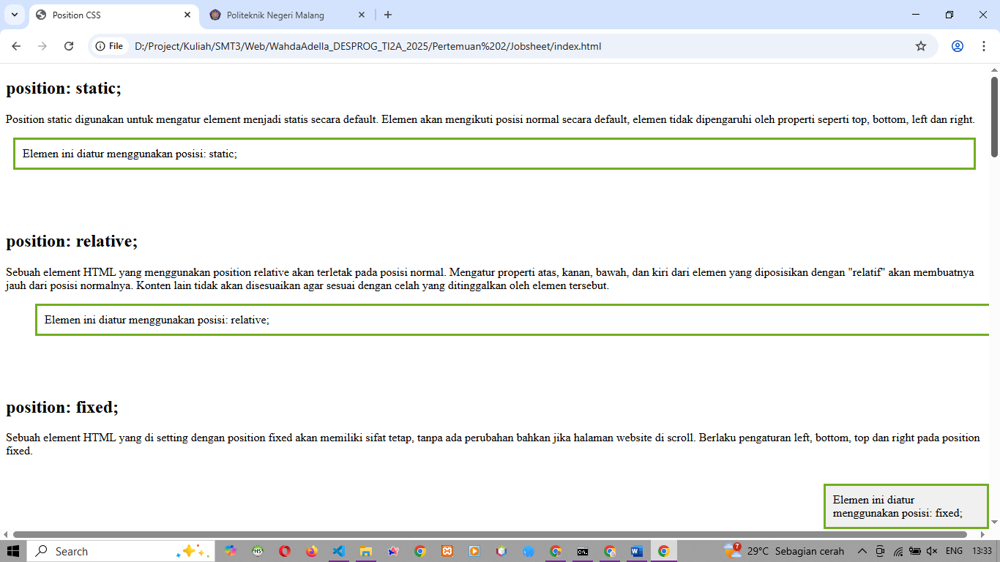 Position CSS
Politeknik Negeri Malang
File
D:/Project/Kuliah/SMT3/Web/WahdaAdella_DESPROG_TI2A_2025/Pertemuan%202/Jobsheet/index.html
position: static;
Position static digunakan untuk mengatur element menjadi statis secara default. Elemen akan mengikuti posisi normal secara default, elemen tidak dipengaruhi oleh properti seperti top, bottom, left dan right.
Elemen ini diatur menggunakan posisi: static;
position: relative;
Sebuah element HTML yang menggunakan position relative akan terletak pada posisi normal. Mengatur properti atas, kanan, bawah, dan kiri dari elemen yang diposisikan dengan "relatif" akan membuatnya
jauh dari posisi normalnya. Konten lain tidak akan disesuaikan agar sesuai dengan celah yang ditinggalkan oleh elemen tersebut.
Elemen ini diatur menggunakan posisi: relative;
position: fixed;
Sebuah element HTML yang di setting dengan position fixed akan memiliki sifat tetap, tanpa ada perubahan bahkan jika halaman website di scroll. Berlaku pengaturan left, bottom, top dan right pada position
fixed.
Elemen ini diatur
menggunakan posisi: fixed;
Search
7
29°C Sebagian cerah
ENG
13:33